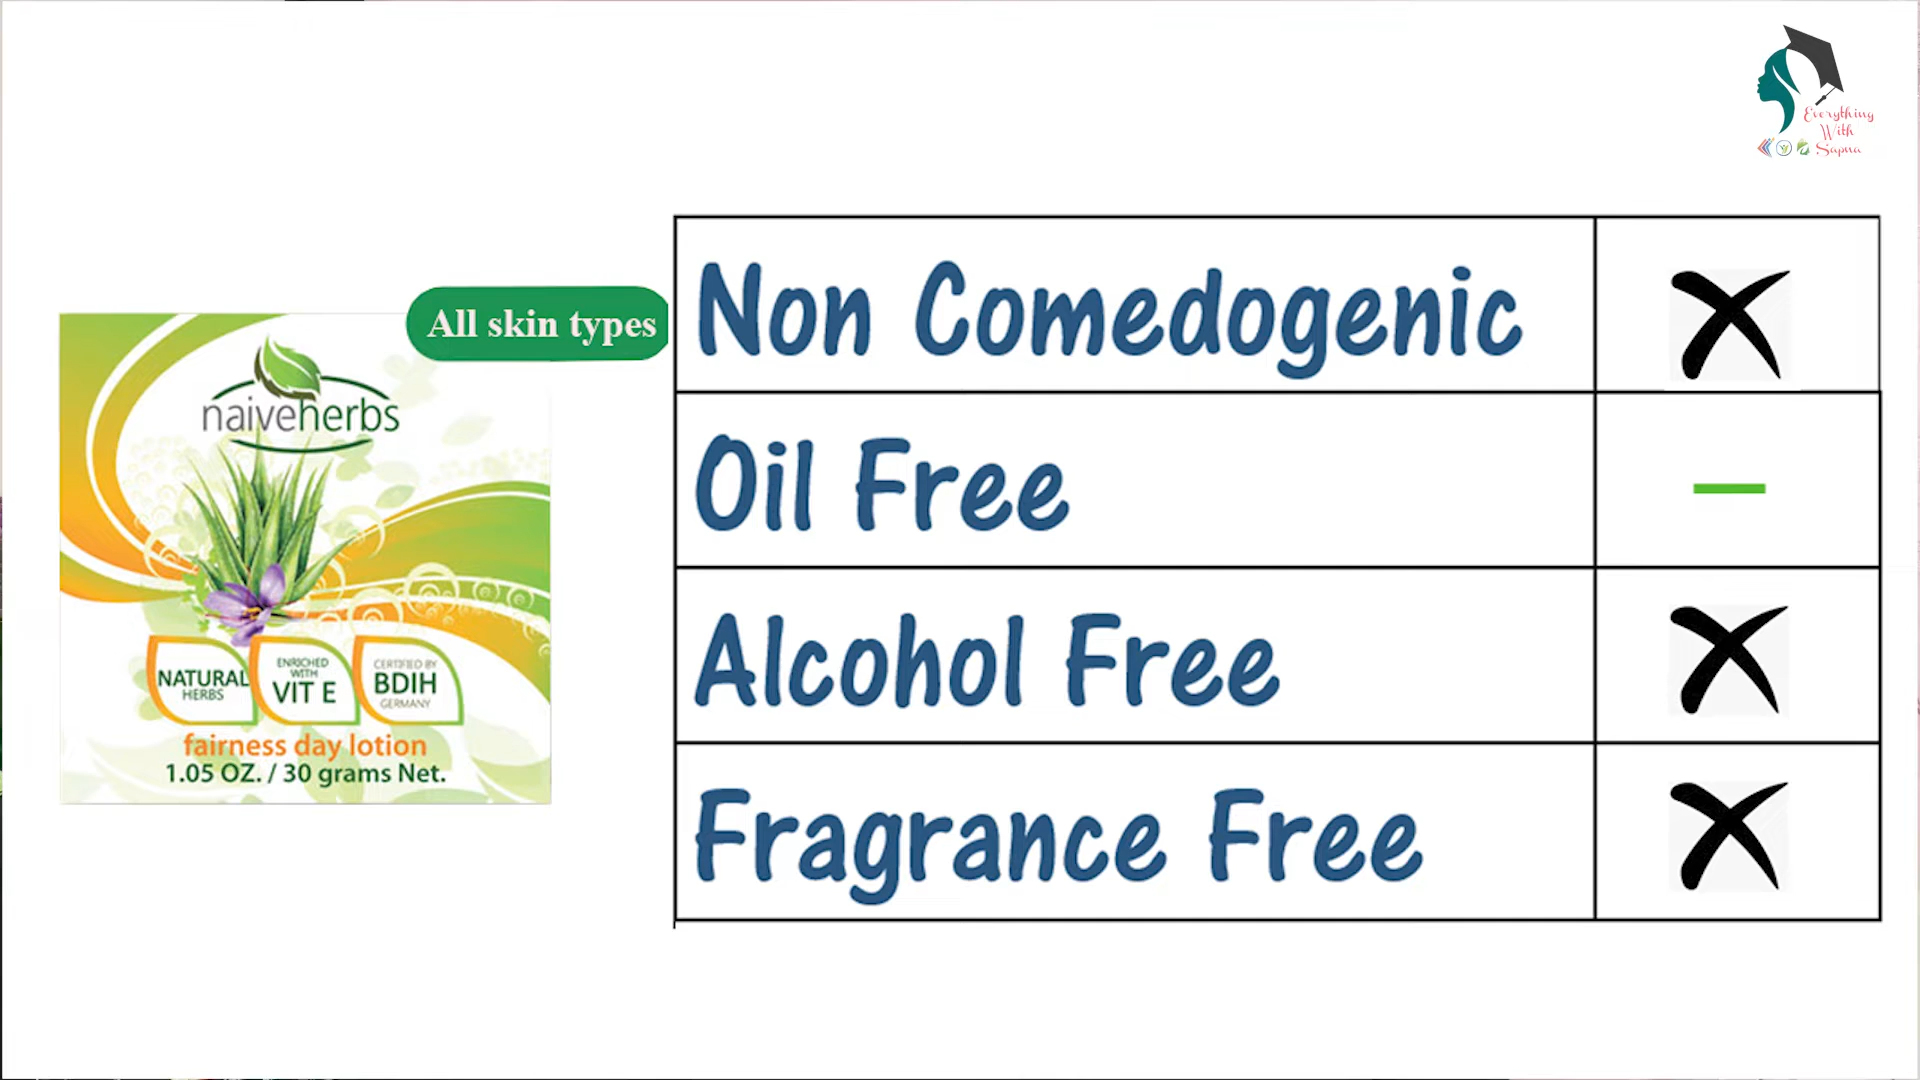 Everything
With
Sapna
All skin types
naiveherbs
NATURAL
HERBS
ENRICHED
WITH
VIT E
CERTIFIED BY
BDIH
GERMANY
fairness day lotion
1.05 OZ. / 30 grams Net.
Non Comedogenic
Oil Free
Alcohol Free
Fragrance Free